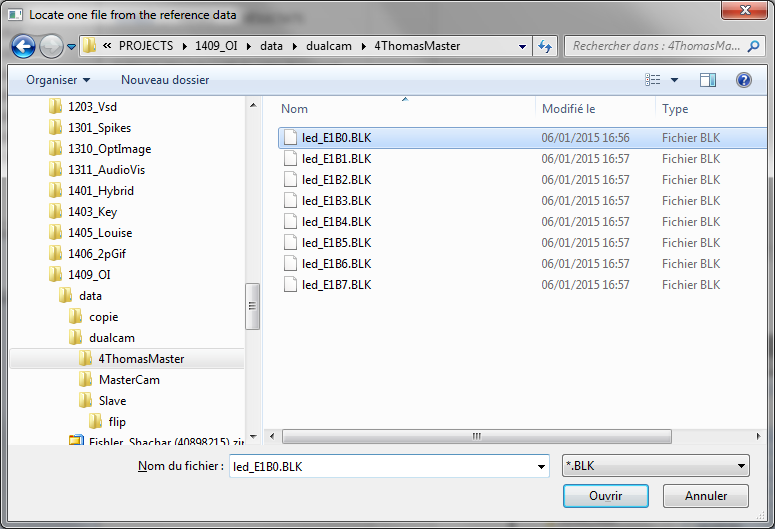 Locate one file from the reference data
« PROJECTS 1409_OI data dualcam 4ThomasMaster
Rechercher dans : 4ThomasMa...
Organiser Nouveau dossier
1203_Vsd
1301_Spikes
1310_OptImage
1311_AudioVis
1401_Hybrid
1403_Key
1405_Louise
1406_2pGif
1409_OI
data
copie
dualcam
4ThomasMaster
MasterCam
Slave
flip
Fishler, Shachar (40898215).zip
Nom Modifié le Type
led_E1B0.BLK 06/01/2015 16:56 Fichier BLK
led_E1B1.BLK 06/01/2015 16:57 Fichier BLK
led_E1B2.BLK 06/01/2015 16:57 Fichier BLK
led_E1B3.BLK 06/01/2015 16:57 Fichier BLK
led_E1B4.BLK 06/01/2015 16:57 Fichier BLK
led_E1B5.BLK 06/01/2015 16:57 Fichier BLK
led_E1B6.BLK 06/01/2015 16:57 Fichier BLK
led_E1B7.BLK 06/01/2015 16:57 Fichier BLK
Nom du fichier : led_E1B0.BLK *.BLK
Ouvrir Annuler